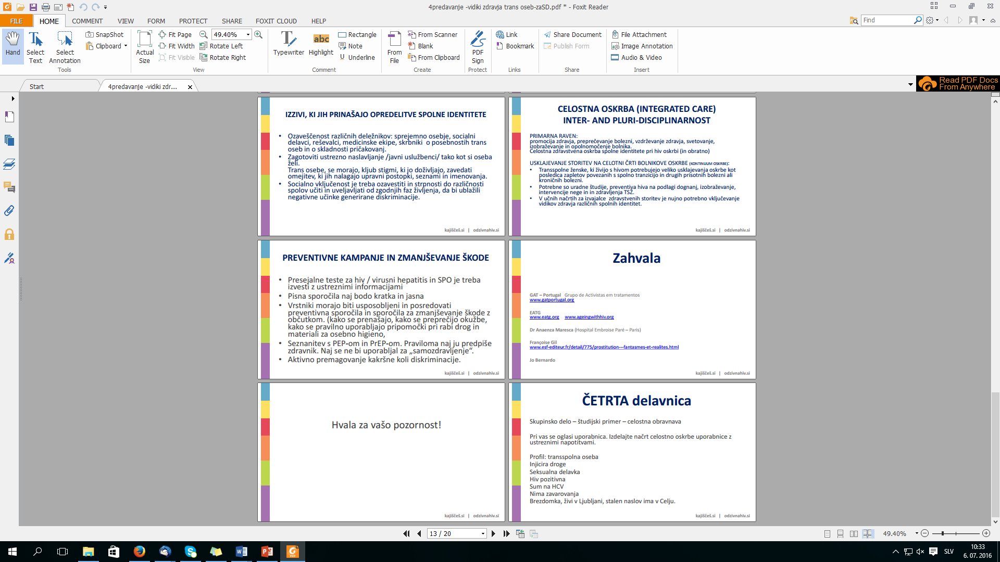 4predavanje -vidiki zdravja trans oseb-zaSD.pdf * - Foxit Reader
FILE HOME COMMENT VIEW FORM PROTECT SHARE FOXIT CLOUD HELP
Find
Hand
Select Text
Select Annotation
SnapShot
Clipboard
Tools
Actual Size
Fit Page
Fit Width
Fit Visible
49.40%
Rotate Left
Rotate Right
View
Typewriter
abc
Highlight
Rectangle
Note
Underline
Comment
From File
From Scanner
Blank
From Clipboard
Create
PDF Sign
Protect
Link
Bookmark
Links
Share Document
Publish Form
Share
File Attachment
Image Annotation
Audio & Video
Insert
Start
4predavanje -vidiki zdr...
Read PDF Docs
From Anywhere
IZZIVI, KI JIH PRINAŠAJO OPREDELITVE SPOLNE IDENTITETE
• Ozaveščenost različnih deležnikov: sprejemno osebje, socialni
delavci, reševalci, medicinske ekipe, skrbniki o posebnostih trans
oseb in o skladnosti pričakovanj.
• Zagotoviti ustrezno naslavljanje /javni uslužbenci/ tako kot si oseba
želi.
Trans osebe, se morajo, kljub stigmi, ki jo doživljajo, zavedati
omejitev, ki jih nalagajo upravni postopki, seznami in imenovanja.
• Socialno vključenost je treba ozavestiti in strpnosti do različnosti
spolov učiti in uveljavljati od zgodnjih faz življenja, da bi ublažili
negativne učinke generirane diskriminacije.
kajiščeš.si | odzivnahiv.si
CELOSTNA OSKRBA (INTEGRATED CARE)
INTER- AND PLURI-DISCIPLINARNOST
PRIMARNA RAVEN:
promocija zdravja, preprečevanje bolezni, vzdrževanje zdravja, svetovanje,
izobraževanje in opolnomočenje bolnika.
Celostna zdravstvena oskrba spolne identitete pri hiv oskrbi (in obratno)
USKLAJEVANJE STORITEV NA CELOTNI ČRTI BOLNIKOVE OSKRBE (KONTINUUM OSKRBE):
• Transspolne ženske, ki živijo s hivom potrebujejo veliko usklajevanja oskrbe kot
posledica zapletov povezanih s spolno tranzicijo in drugih prisotnih bolezni ali
kroničnih bolezni.
• Potrebne so uradne študije, preventiva hiva na podlagi dognanj, izobraževanje,
intervencije nege in in zdravljenja TSŽ.
• V učnih načrtih za izvajalce zdravstvenih storitev je nujno potrebno vključevanje
vidikov zdravja različnih spolnih identitet.
kajiščeš.si | odzivnahiv.si
PREVENTIVNE KAMPANJE IN ZMANJŠEVANJE ŠKODE
• Presejalne teste za hiv / virusni hepatitis in SPO je treba
izvesti z ustreznimi informacijami
• Pisna sporočila naj bodo kratka in jasna
• Vrstniki morajo biti usposobljeni in posredovati
preventivna sporočila in sporočila za zmanjševanje škode z
občutkom. (kako se prenašajo, kako se preprečijo okužbe,
kako se pravilno uporabljajo pripomočki pri rabi drog in
materiali za osebno higieno,
• Seznanitev s PEP-om in PrEP-om. Praviloma naj ju predpiše
zdravnik. Naj se ne bi uporabljal za „samozdravljenje“.
• Aktivno premagovanje kakršne koli diskriminacije.
kajiščeš.si | odzivnahiv.si
Zahvala
GAT – Portugal Grupo de Activistas em tratamentos
www.gatportugal.org
EATG
www.eatg.org www.ageingwithhiv.org
Dr Anaenza Maresca (Hospital Embroise Paré – Paris)
Françoise Gil
www.esf-editeur.fr/detail/775/prostitution---fantasmes-et-realites.html
Jo Bernardo
kajiščeš.si | odzivnahiv.si
Hvala za vašo pozornost!
kajiščeš.si | odzivnahiv.si
ČETRTA delavnica
Skupinsko delo – študijski primer – celostna obravnava
Pri vas se oglasi uporabnica. Izdelajte načrt celostno oskrbe uporabnice z
ustreznimi napotitvami.
Profil: transspolna oseba
Injicira droge
Seksualna delavka
Hiv pozitivna
Sum na HCV
Nima zavarovanja
Brezdomka, živi v Ljubljani, stalen naslov ima v Celju.
kajiščeš.si | odzivnahiv.si
13 / 20
49.40%
SLV
10:33
6. 07. 2016